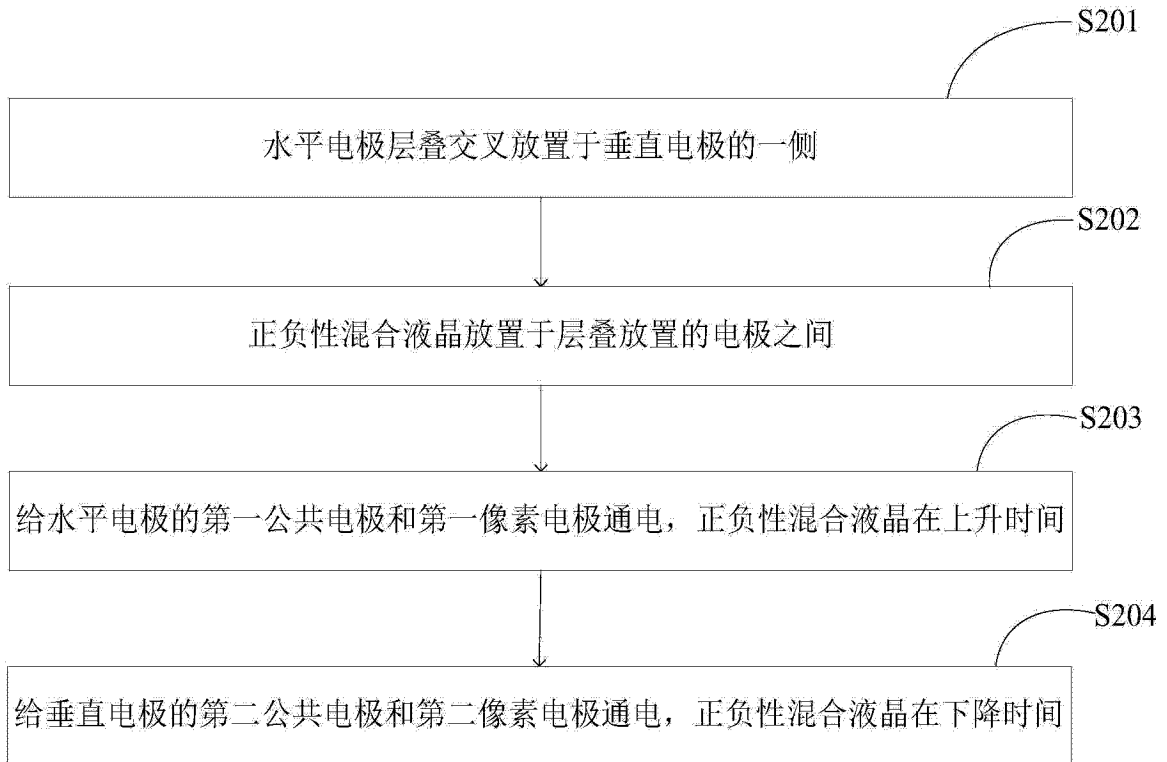 S201
水平电极层叠交叉放置于垂直电极的一侧
S202
正负性混合液晶放置于层叠放置的电极之间
S203
给水平电极的第一公共电极和第一像素电极通电，正负性混合液晶在上升时间
S204
给垂直电极的第二公共电极和第二像素电极通电，正负性混合液晶在下降时间